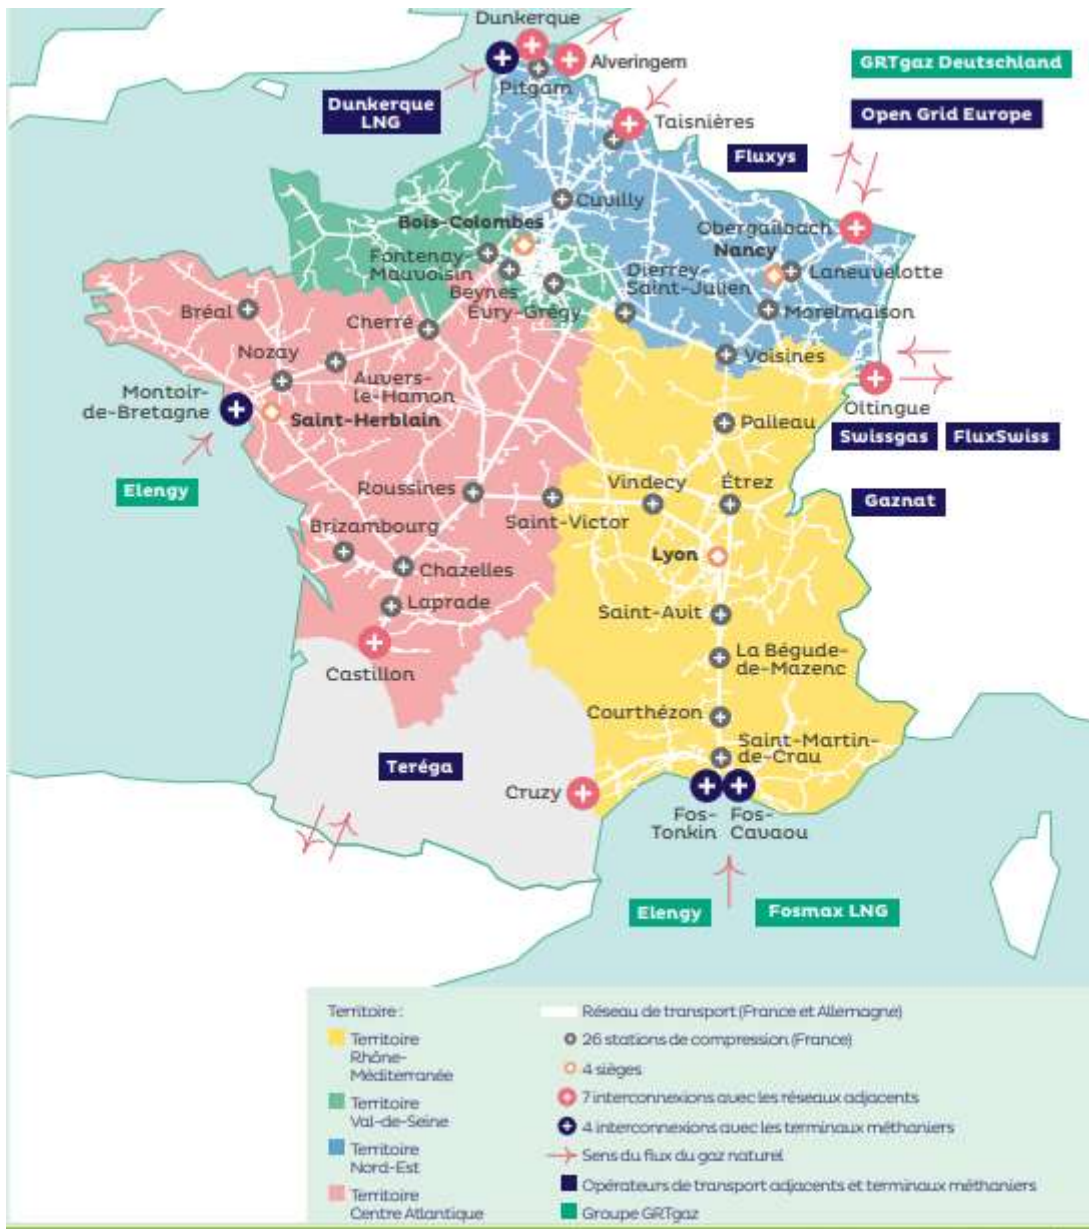 Dunkerque
Alveringem
GRTgaz Deutschland
Pitgam
Dunkerque
LNG
Open Grid Europe
Taisnières
Fluxys
Cuvilly
Bois-Colombes
Obergailbach
Nancy
Fontenay-
Mauvoisin
Dierrey-
Saint-Julien
Laneuvelotte
Beynes
Évry-Grégy
Morelmaison
Bréal
Cherré
Nozay
Voisines
Auvers-
le-Hamon
Montoir-
de-Bretagne
Saint-Herblain
Oltingue
Palleau
Swissgas
FluxSwiss
Elengy
Roussines
Vindecy
Étrez
Gaznat
Saint-Victor
Brizambourg
Lyon
Chazelles
Laprade
Saint-Avit
La Bégude-
de-Mazenc
Castillon
Courthézon
Saint-Martin-
de-Crau
Teréga
Cruzy
Fos-
Tonkin
Fos-
Cavaou
Elengy
Fosmax LNG
Territoire :
Territoire
Rhône-
Méditerranée
Territoire
Val-de-Seine
Territoire
Nord-Est
Territoire
Centre Atlantique
Réseau de transport (France et Allemagne)
26 stations de compression (France)
4 sièges
7 interconnexions avec les réseaux adjacents
4 interconnexions avec les terminaux méthaniers
Sens du flux du gaz naturel
Opérateurs de transport adjacents et terminaux méthaniers
Groupe GRTgaz